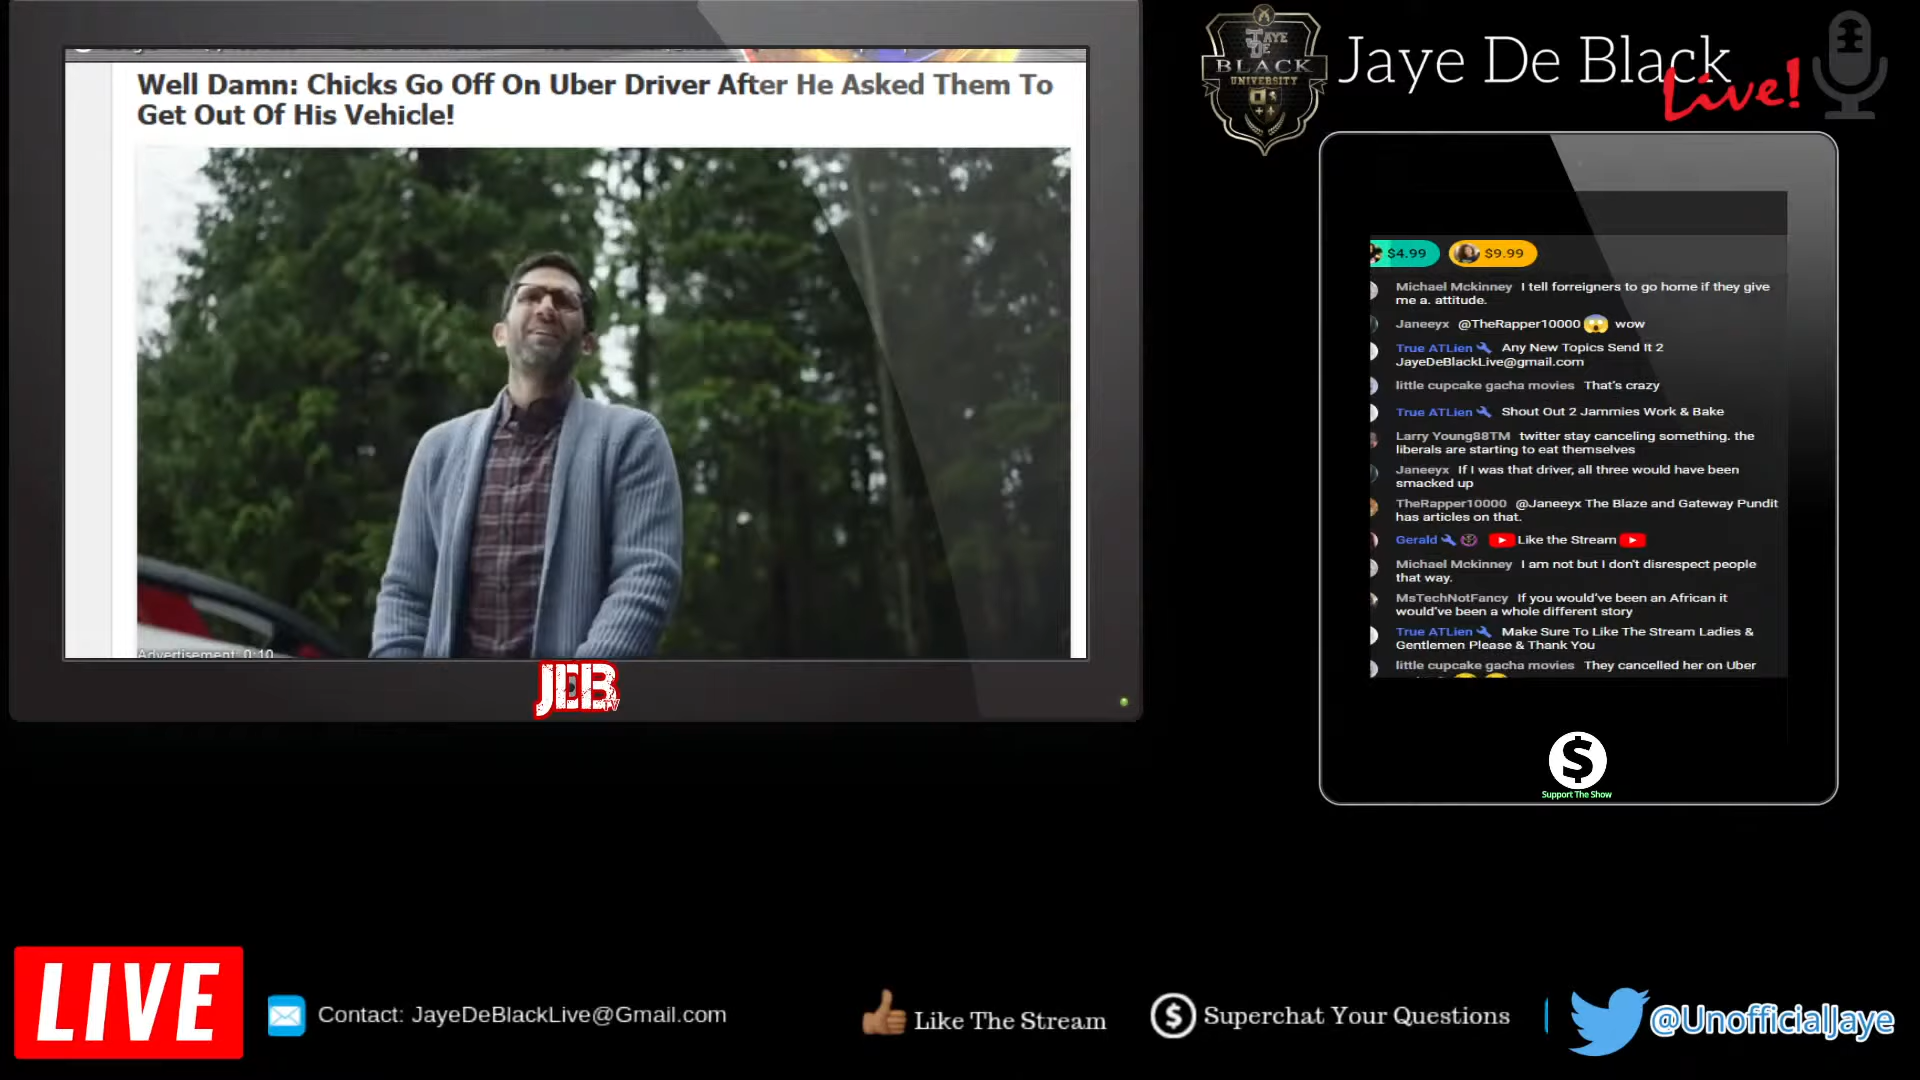 Well Damn: Chicks Go Off On Uber Driver After He Asked Them To
Get Out Of His Vehicle!
Advertisement: 0:10
JDB
TV
JAYE
DE
BLACK
UNIVERSITY
Jaye De Black
Live!
$4.99
$9.99
Michael Mckinney I tell forreigners to go home if they give
me a. attitude.
Janeeyx @TheRapper10000 wow
True ATLien Any New Topics Send It 2
JayeDeBlackLive@gmail.com
little cupcake gacha movies That's crazy
True ATLien Shout Out 2 Jammies Work & Bake
Larry Young88TM twitter stay canceling something. the
liberals are starting to eat themselves
Janeeyx If I was that driver, all three would have been
smacked up
TheRapper10000 @Janeeyx The Blaze and Gateway Pundit
has articles on that.
Gerald Like the Stream
Michael Mckinney I am not but I don't disrespect people
that way.
MsTechNotFancy If you would've been an African it
would've been a whole different story
True ATLien Make Sure To Like The Stream Ladies &
Gentlemen Please & Thank You
little cupcake gacha movies They cancelled her on Uber
$
Support The Show
LIVE
Contact: JayeDeBlackLive@Gmail.com
Like The Stream
$
Superchat Your Questions
@UnofficialJaye